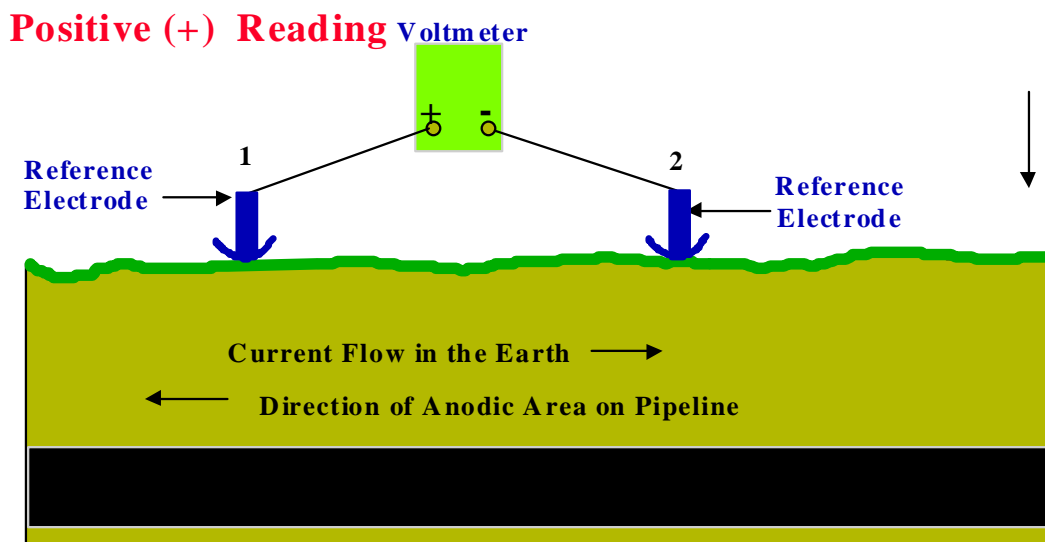 Positive (+) Reading Voltmeter
+ -
1
2
Reference
Electrode
Reference
Electrode
Current Flow in the Earth
Direction of Anodic Area on Pipeline